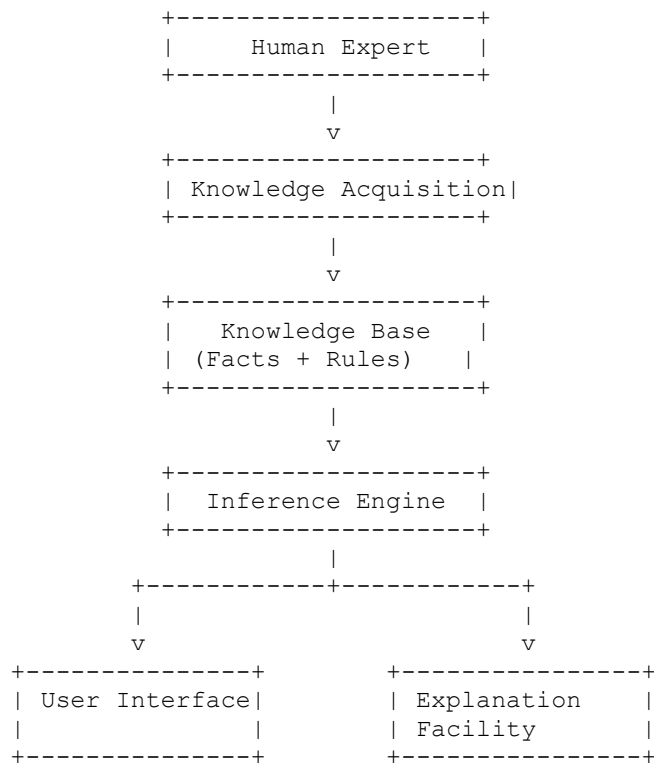 Human Expert
Knowledge Acquisition
Knowledge Base
(Facts + Rules)
Inference Engine
User Interface
Explanation
Facility